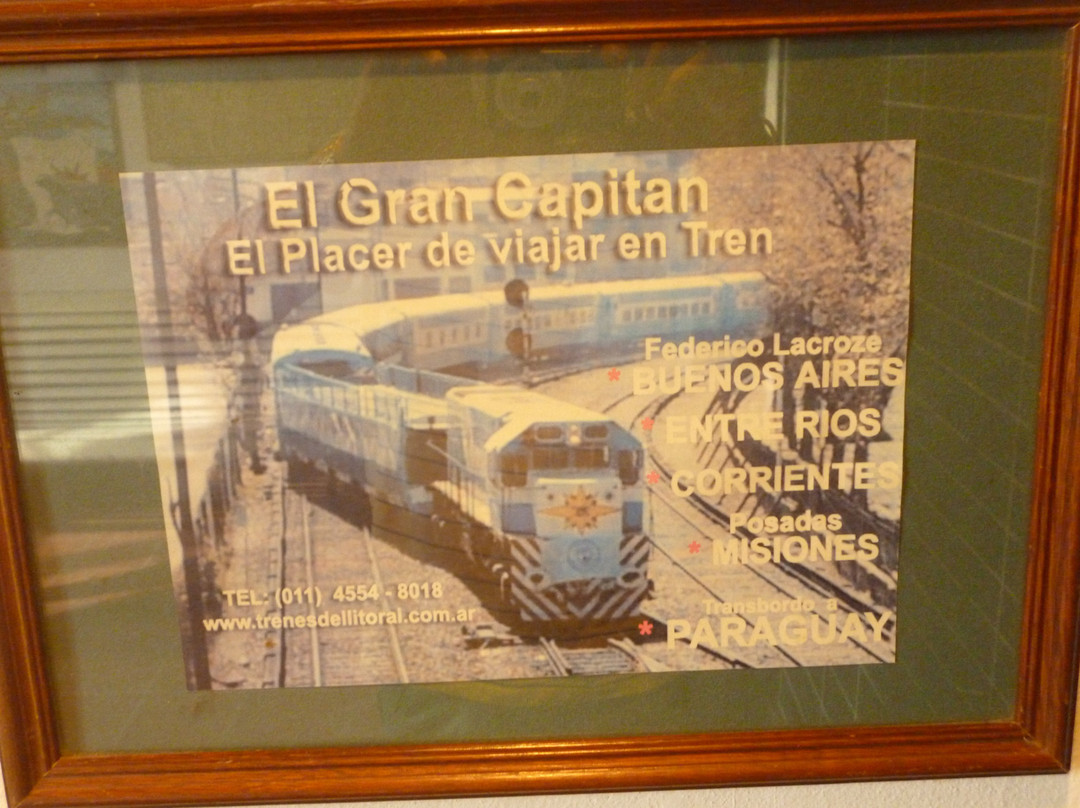 El Gran Capitan
El Placer de viajar en Tren
Federico Lacroze
* BUENOS AIRES
* ENTRE RIOS
* CORRIENTES
Posadas
* MISIONES
Transbordo a
* PARAGUAY
TEL: (011) 4554 - 8018
www.trenesdellitoral.com.ar